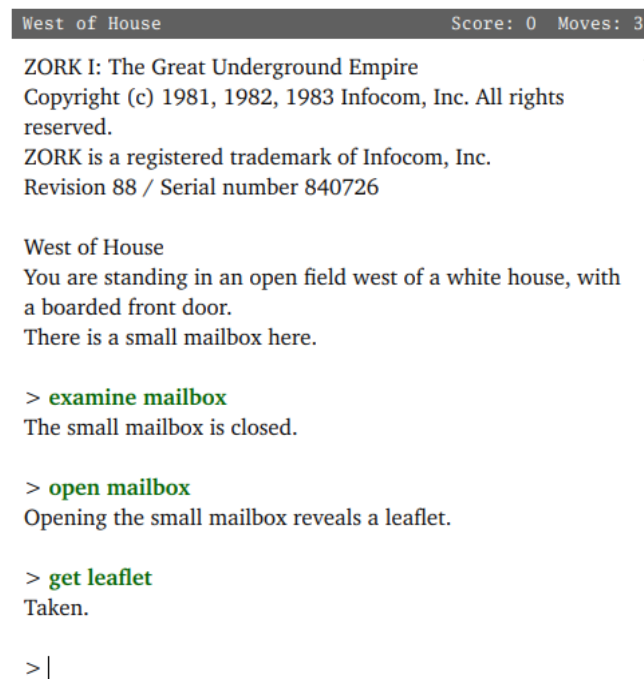 West of House Score: 0 Moves: 3
ZORK I: The Great Underground Empire
Copyright (c) 1981, 1982, 1983 Infocom, Inc. All rights
reserved.
ZORK is a registered trademark of Infocom, Inc.
Revision 88 / Serial number 840726
West of House
You are standing in an open field west of a white house, with
a boarded front door.
There is a small mailbox here.
> examine mailbox
The small mailbox is closed.
> open mailbox
Opening the small mailbox reveals a leaflet.
> get leaflet
Taken.
>